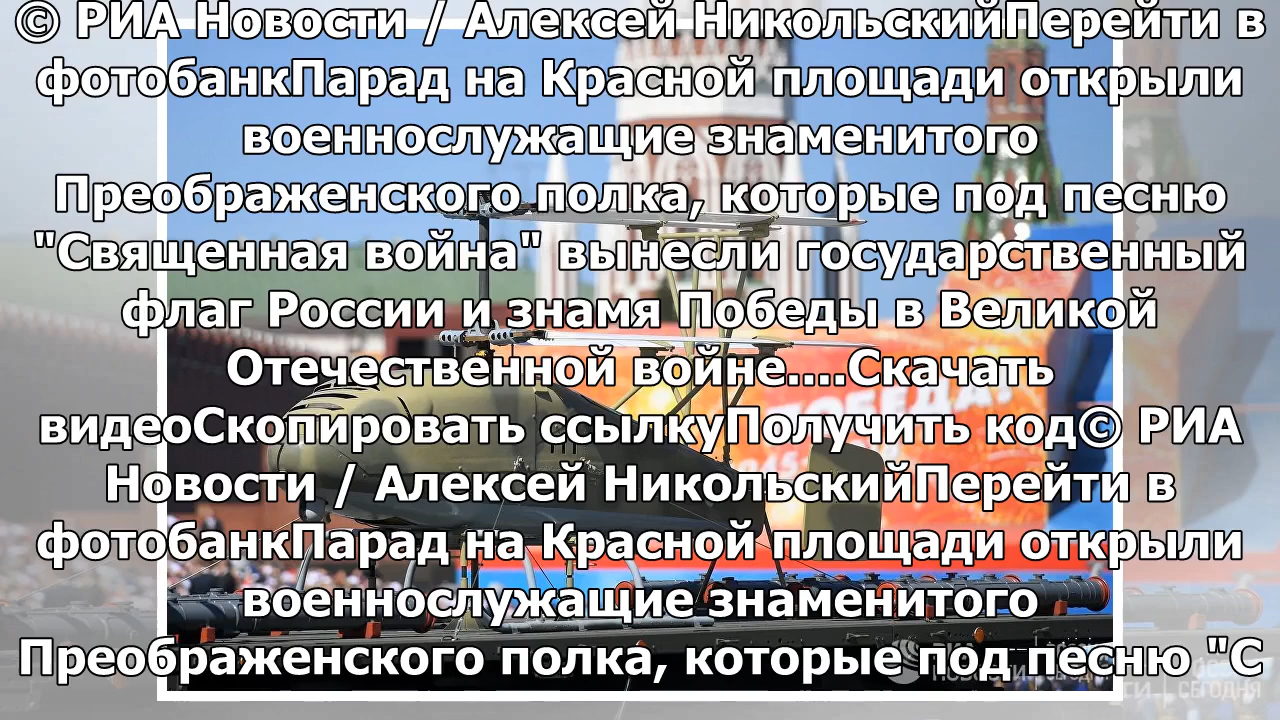 © РИА Новости / Алексей НикольскийПерейти в
фотобанкПарад на Красной площади открыли
военнослужащие знаменитого
Преображенского полка, которые под песню
"Священная война" вынесли государственный
флаг России и знамя Победы в Великой
Отечественной войне....Скачать
видеоСкопировать ссылкуПолучить код© РИА
Новости / Алексей НикольскийПерейти в
фотобанкПарад на Красной площади открыли
военнослужащие знаменитого
Преображенского полка, которые под песню "С
ПОБЕДА!
СЕГОДНЯ